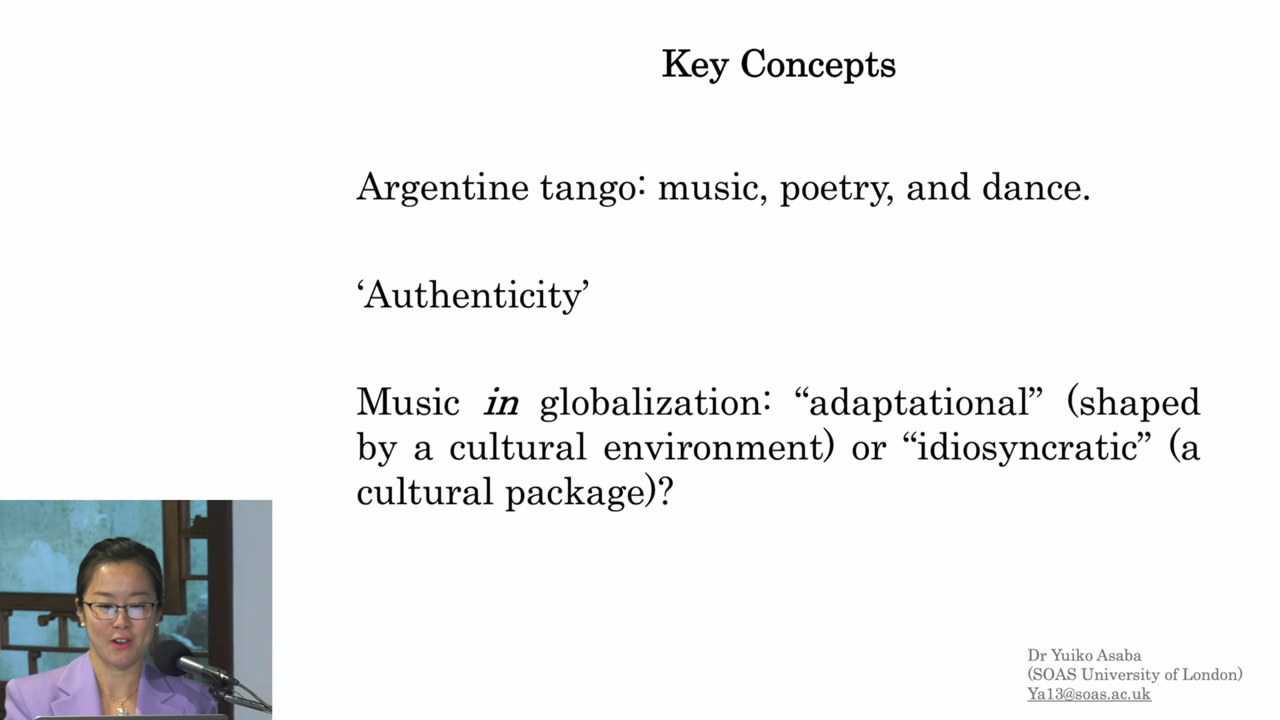 Key Concepts
Argentine tango: music, poetry, and dance.
‘Authenticity’
Music in globalization: “adaptational” (shaped
by a cultural environment) or “idiosyncratic” (a
cultural package)?
Dr Yuiko Asaba
(SOAS University of London)
Ya13@soas.ac.uk